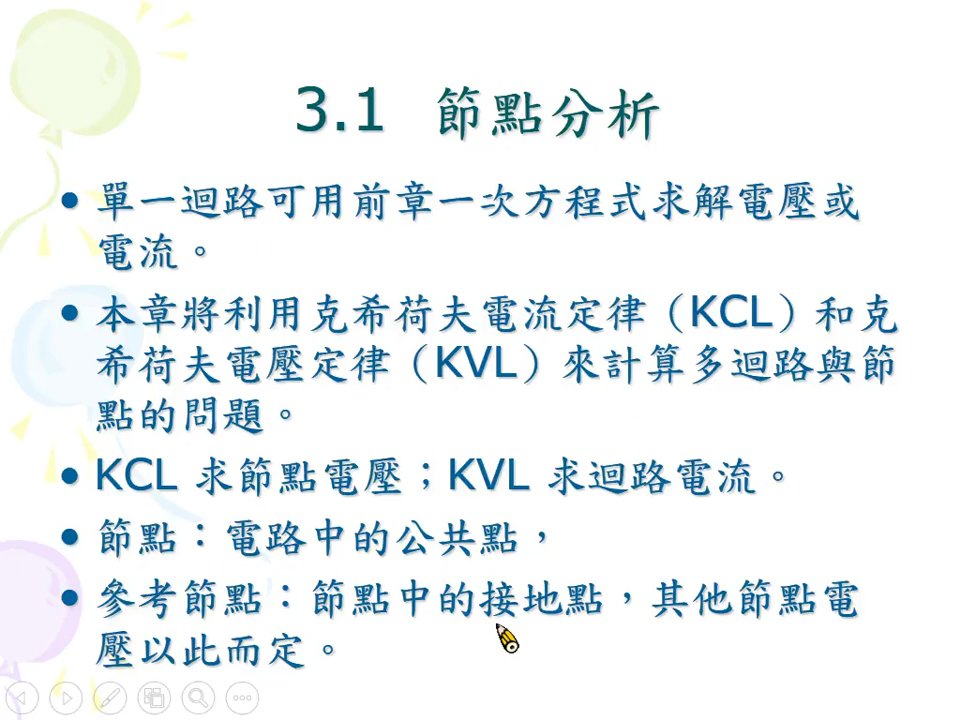 3.1 節點分析
• 單一迴路可用前章一次方程式求解電壓或
電流。
• 本章將利用克希荷夫電流定律（KCL）和克
希荷夫電壓定律（KVL）來計算多迴路與節
點的問題。
• KCL 求節點電壓；KVL 求迴路電流。
• 節點：電路中的公共點，
• 參考節點：節點中的接地點，其他節點電
壓以此而定。